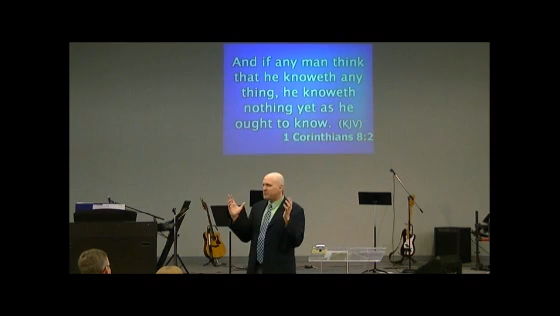 And if any man think
that he knoweth any
thing, he knoweth
nothing yet as he
ought to know. (KJV)
1 Corinthians 8:2